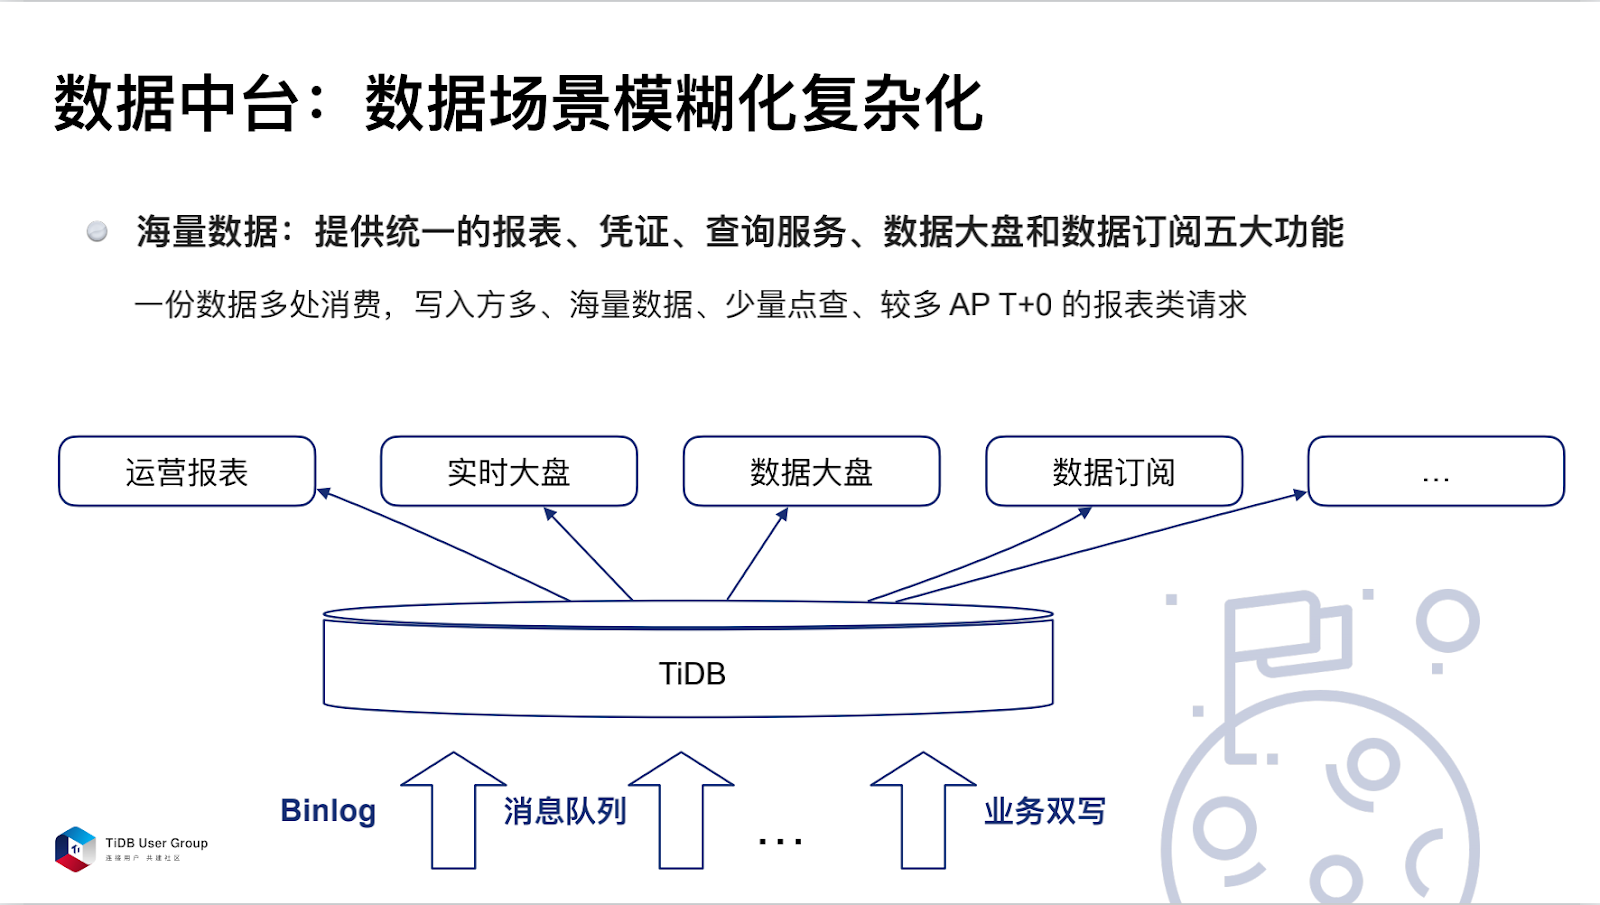 数据中台：数据场景模糊化复杂化
海量数据：提供统一的报表、凭证、查询服务、数据大盘和数据订阅五大功能
一份数据多处消费，写入方多、海量数据、少量点查、较多 AP T+0 的报表类请求
运营报表
实时大盘
数据大盘
数据订阅
...
TiDB
Binlog
消息队列
...
业务双写
TiDB User Group
连接用户 共建社区